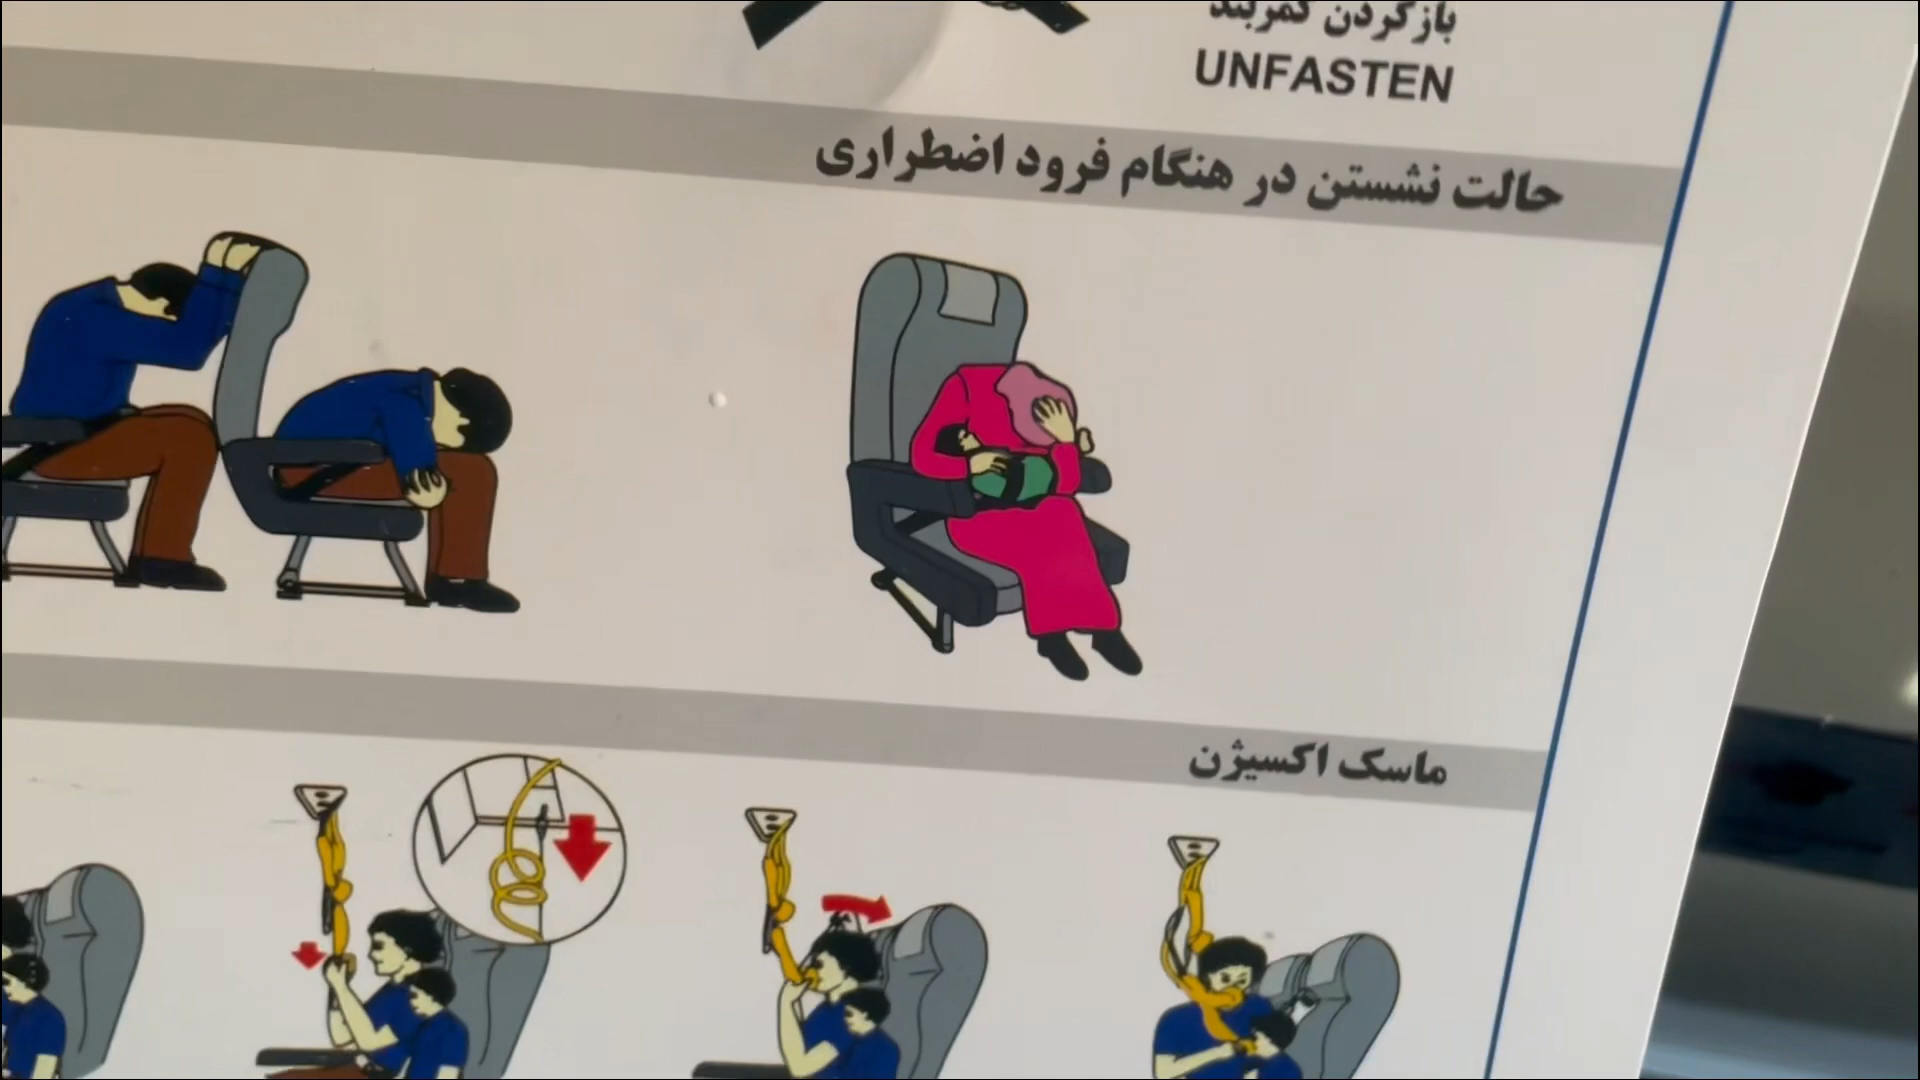 بازکردن کمربند
UNFASTEN
حالت نشستن در هنگام فرود اضطراری
ماسک اکسیژن